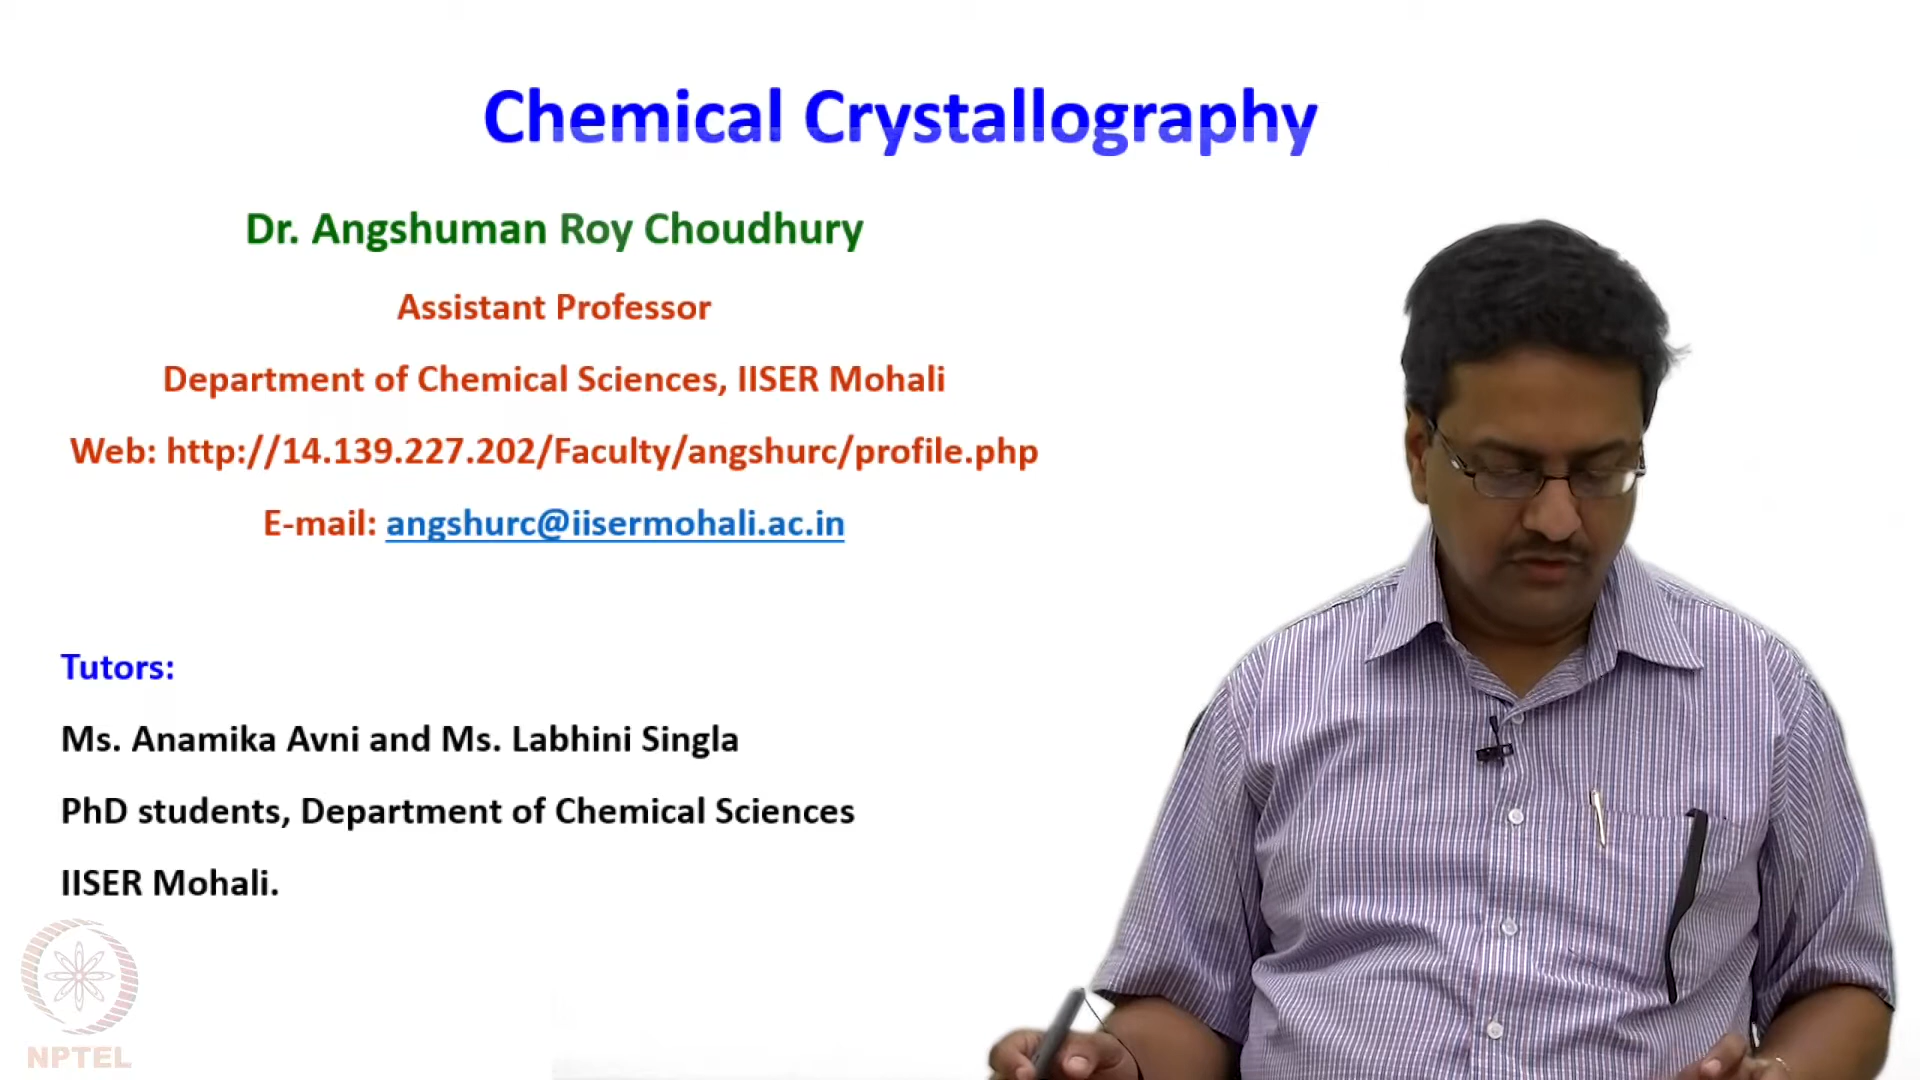 Chemical Crystallography
Dr. Angshuman Roy Choudhury
Assistant Professor
Department of Chemical Sciences, IISER Mohali
Web: http://14.139.227.202/Faculty/angshurc/profile.php
E-mail: angshurc@iisermohali.ac.in
Tutors:
Ms. Anamika Avni and Ms. Labhini Singla
PhD students, Department of Chemical Sciences
IISER Mohali.
NPTEL